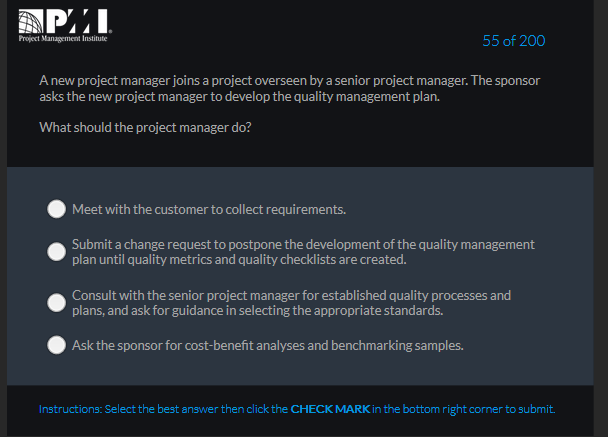 PMI
Project Management Institute
55 of 200
A new project manager joins a project overseen by a senior project manager. The sponsor
asks the new project manager to develop the quality management plan.
What should the project manager do?
Meet with the customer to collect requirements.
Submit a change request to postpone the development of the quality management
plan until quality metrics and quality checklists are created.
Consult with the senior project manager for established quality processes and
plans, and ask for guidance in selecting the appropriate standards.
Ask the sponsor for cost-benefit analyses and benchmarking samples.
Instructions: Select the best answer then click the CHECK MARK in the bottom right corner to submit.